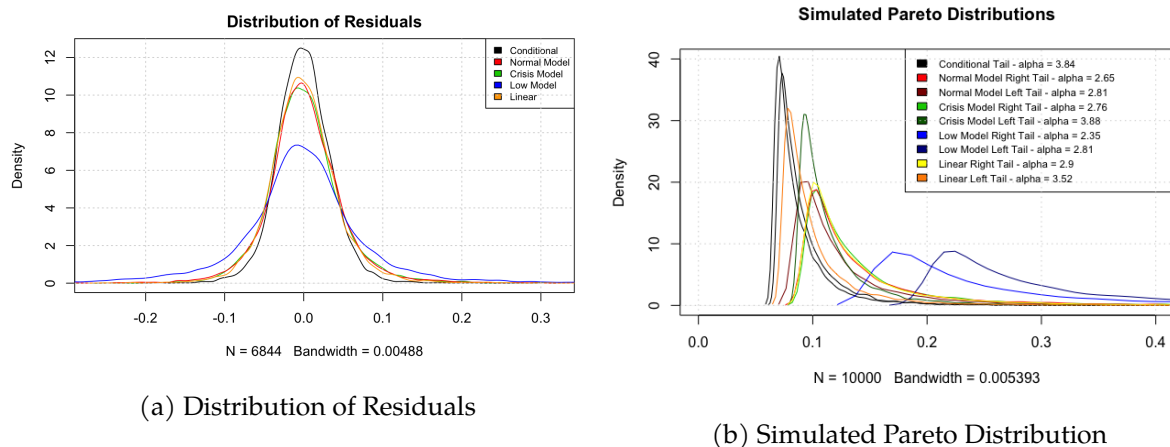 Distribution of Residuals
Density
12
10
8
6
4
2
0
-0.2 -0.1 0.0 0.1 0.2 0.3
Conditional
Normal Model
Crisis Model
Low Model
Linear
N = 6844 Bandwidth = 0.00488
(a) Distribution of Residuals
Simulated Pareto Distributions
Density
40
30
20
10
0
0.0 0.1 0.2 0.3 0.4
Conditional Tail - alpha = 3.84
Normal Model Right Tail - alpha = 2.65
Normal Model Left Tail - alpha = 2.81
Crisis Model Right Tail - alpha = 2.76
Crisis Model Left Tail - alpha = 3.88
Low Model Right Tail - alpha = 2.35
Low Model Left Tail - alpha = 2.81
Linear Right Tail - alpha = 2.9
Linear Left Tail - alpha = 3.52
N = 10000 Bandwidth = 0.005393
(b) Simulated Pareto Distribution